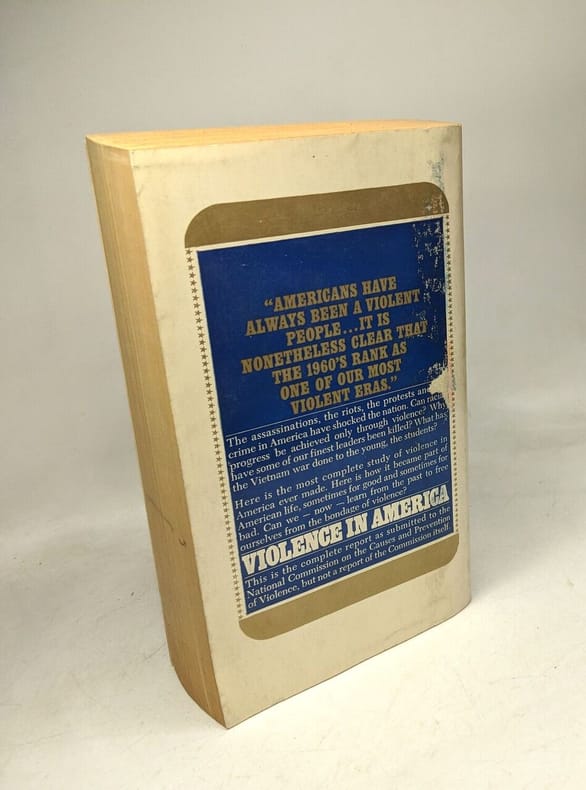 “AMERICANS HAVE
ALWAYS BEEN A VIOLENT
PEOPLE...IT IS
NONETHELESS CLEAR THAT
THE 1960'S RANK AS
ONE OF OUR MOST
VIOLENT ERAS.”
The assassinations, the riots, the protests and
crime in America have shocked the nation. Can racial
progress be achieved only through violence? Why
have some of our finest leaders been killed? What has
the Vietnam war done to the young, the students?
Here is the most complete study of violence in
America ever made. Here is how it became part of
American life, sometimes for good and sometimes for
bad. Can we — now — learn from the past to free
ourselves from the bondage of violence?
VIOLENCE IN AMERICA
This is the complete report as submitted to the
National Commission on the Causes and Prevention
of Violence, but not a report of the Commission itself.